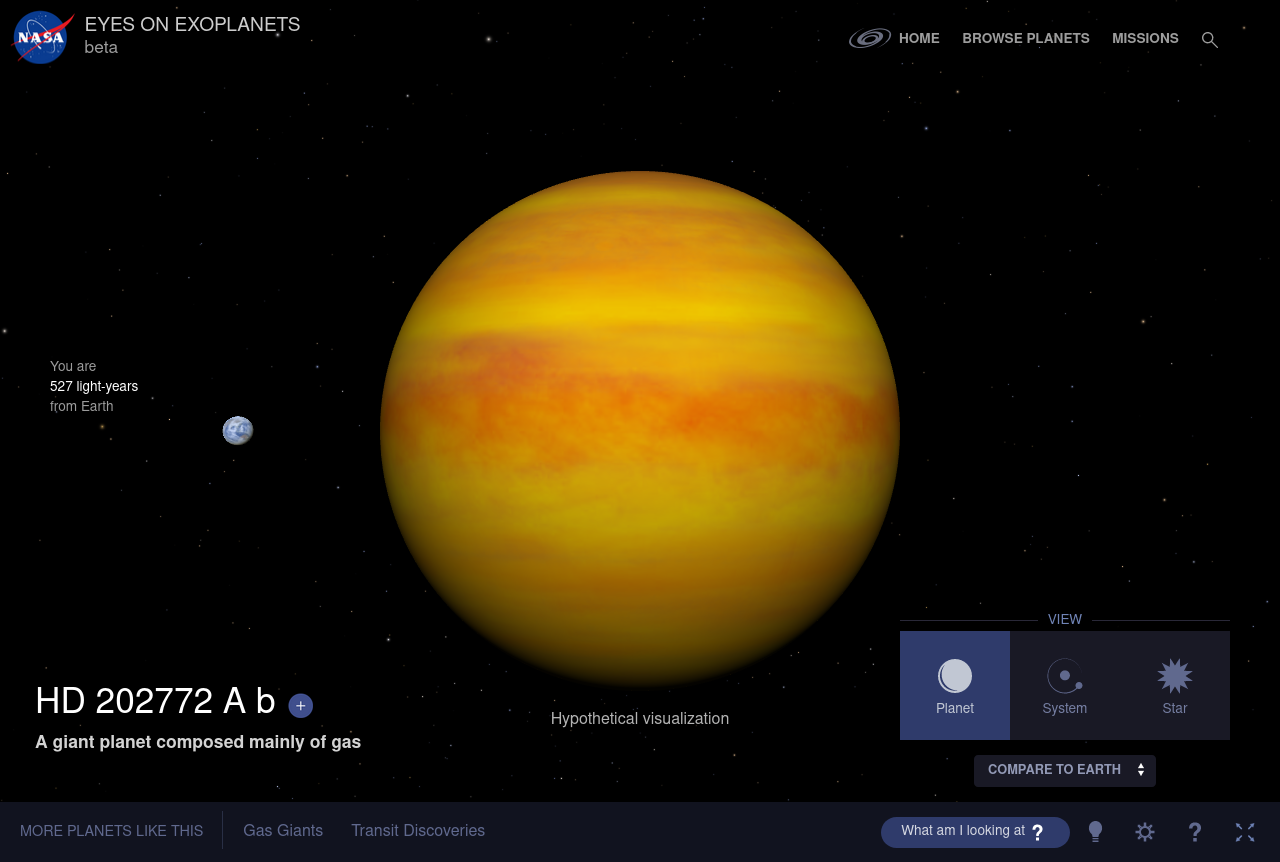 NASA
EYES ON EXOPLANETS
beta
HOME
BROWSE PLANETS
MISSIONS
You are
527 light-years
from Earth
HD 202772 A b +
A giant planet composed mainly of gas
Hypothetical visualization
VIEW
Planet
System
Star
COMPARE TO EARTH
MORE PLANETS LIKE THIS
Gas Giants
Transit Discoveries
What am I looking at ?
?